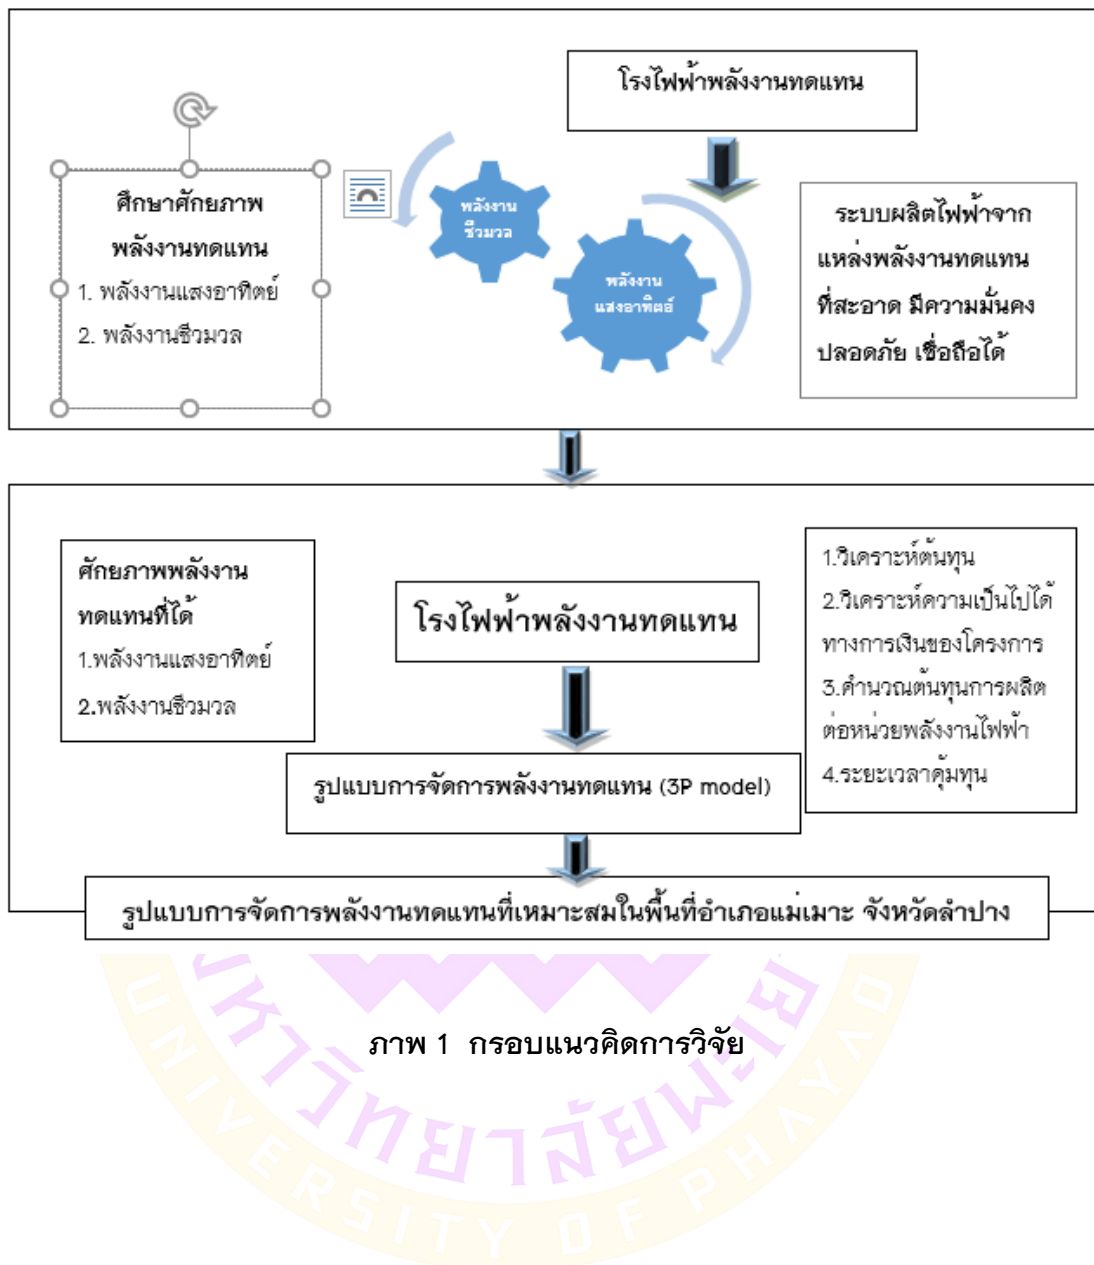 โรงไฟฟ้าพลังงานทดแทน
ศึกษาศักยภาพ
พลังงานทดแทน
1. พลังงานแสงอาทิตย์
2. พลังงานชีวมวล
พลังงาน
ชีวมวล
พลังงาน
แสงอาทิตย์
ระบบผลิตไฟฟ้าจาก
แหล่งพลังงานทดแทน
ที่สะอาด มีความมั่นคง
ปลอดภัย เชื่อถือได้
ศักยภาพพลังงาน
ทดแทนที่ได้
1.พลังงานแสงอาทิตย์
2.พลังงานชีวมวล
โรงไฟฟ้าพลังงานทดแทน
1.วิเคราะห์ต้นทุน
2.วิเคราะห์ความเป็นไปได้
ทางการเงินของโครงการ
3.คำนวณต้นทุนการผลิต
ต่อหน่วยพลังงานไฟฟ้า
4.ระยะเวลาคุ้มทุน
รูปแบบการจัดการพลังงานทดแทน (3P model)
รูปแบบการจัดการพลังงานทดแทนที่เหมาะสมในพื้นที่อำเภอแม่เมาะ จังหวัดลำปาง
ภาพ 1 กรอบแนวคิดการวิจัย
มหาวิทยาลัยพะเยา
UNIVERSITY OF PHAYAO